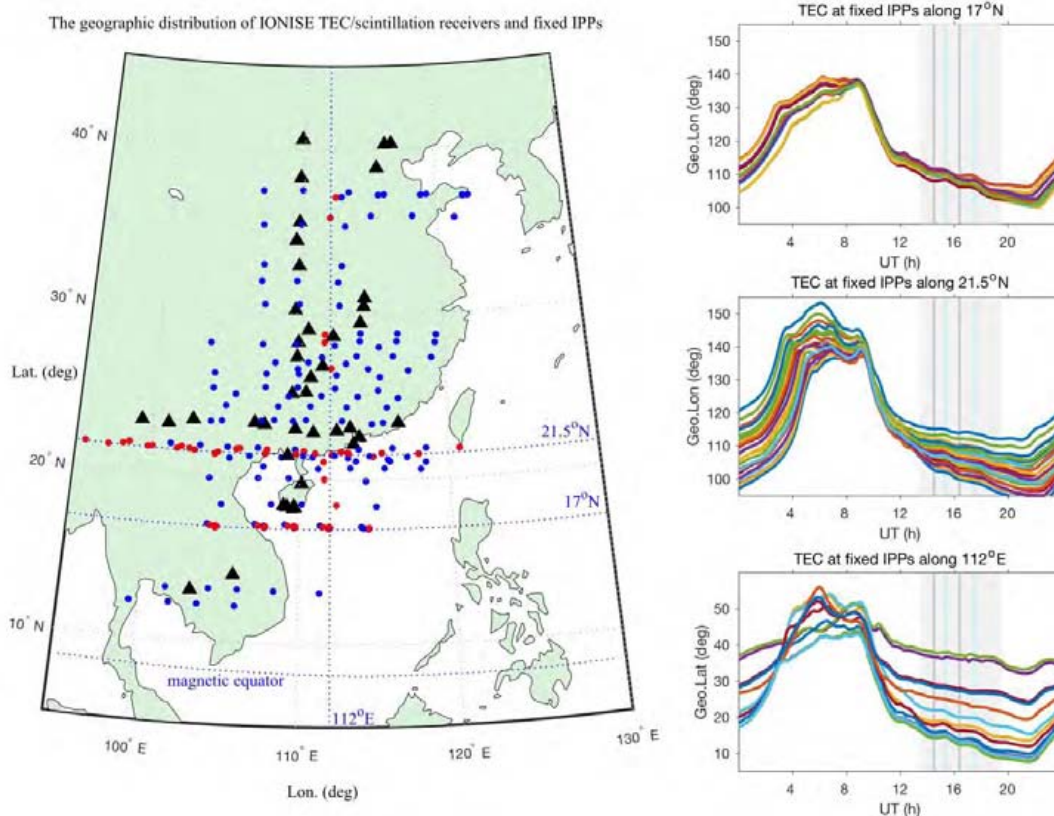 The geographic distribution of IONISE TEC/scintillation receivers and fixed IPPs
40° N
30° N
Lat. (deg)
21.5°N
20° N
17°N
10° N
magnetic equator
112°E
100° E
110° E
120° E
130° E
Lon. (deg)
TEC at fixed IPPs along 17°N
150
140
130
120
110
100
Geo.Lon (deg)
4
8
12
16
20
UT (h)
TEC at fixed IPPs along 21.5°N
150
140
130
120
110
100
Geo.Lon (deg)
4
8
12
16
20
UT (h)
TEC at fixed IPPs along 112°E
50
40
30
20
10
Geo.Lat (deg)
4
8
12
16
20
UT (h)